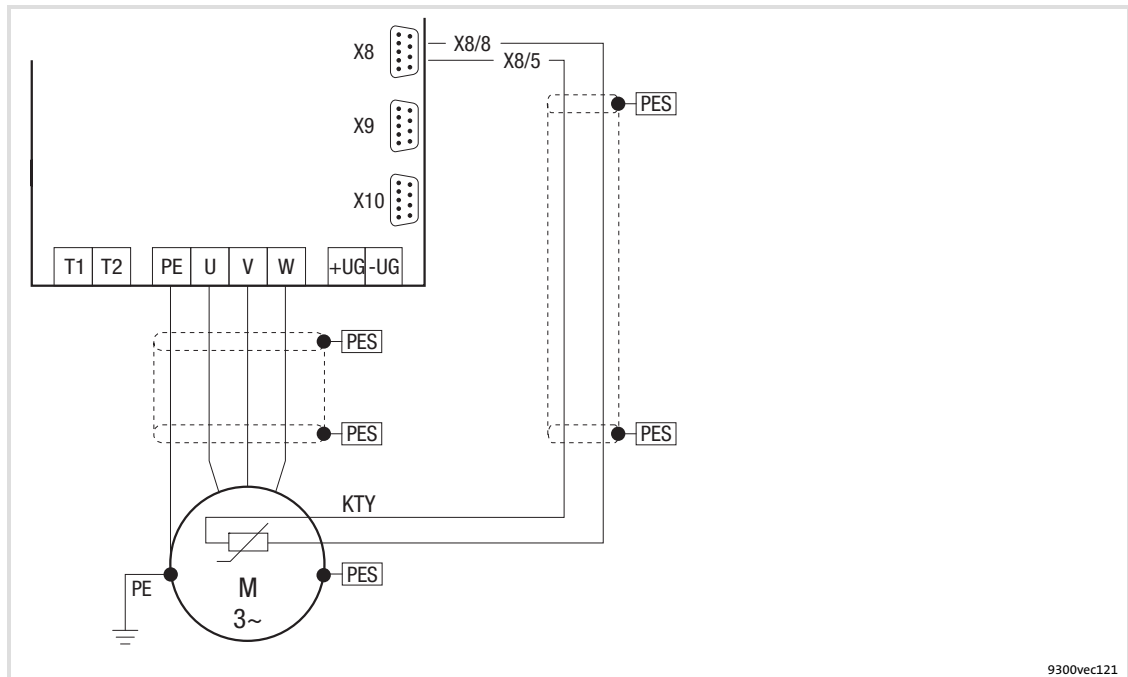 X8
X8/8
X8/5
PES
X9
X10
T1 T2 PE U V W +UG -UG
PES
PES
PES
KTY
PE
M
3~
PES
9300vec121